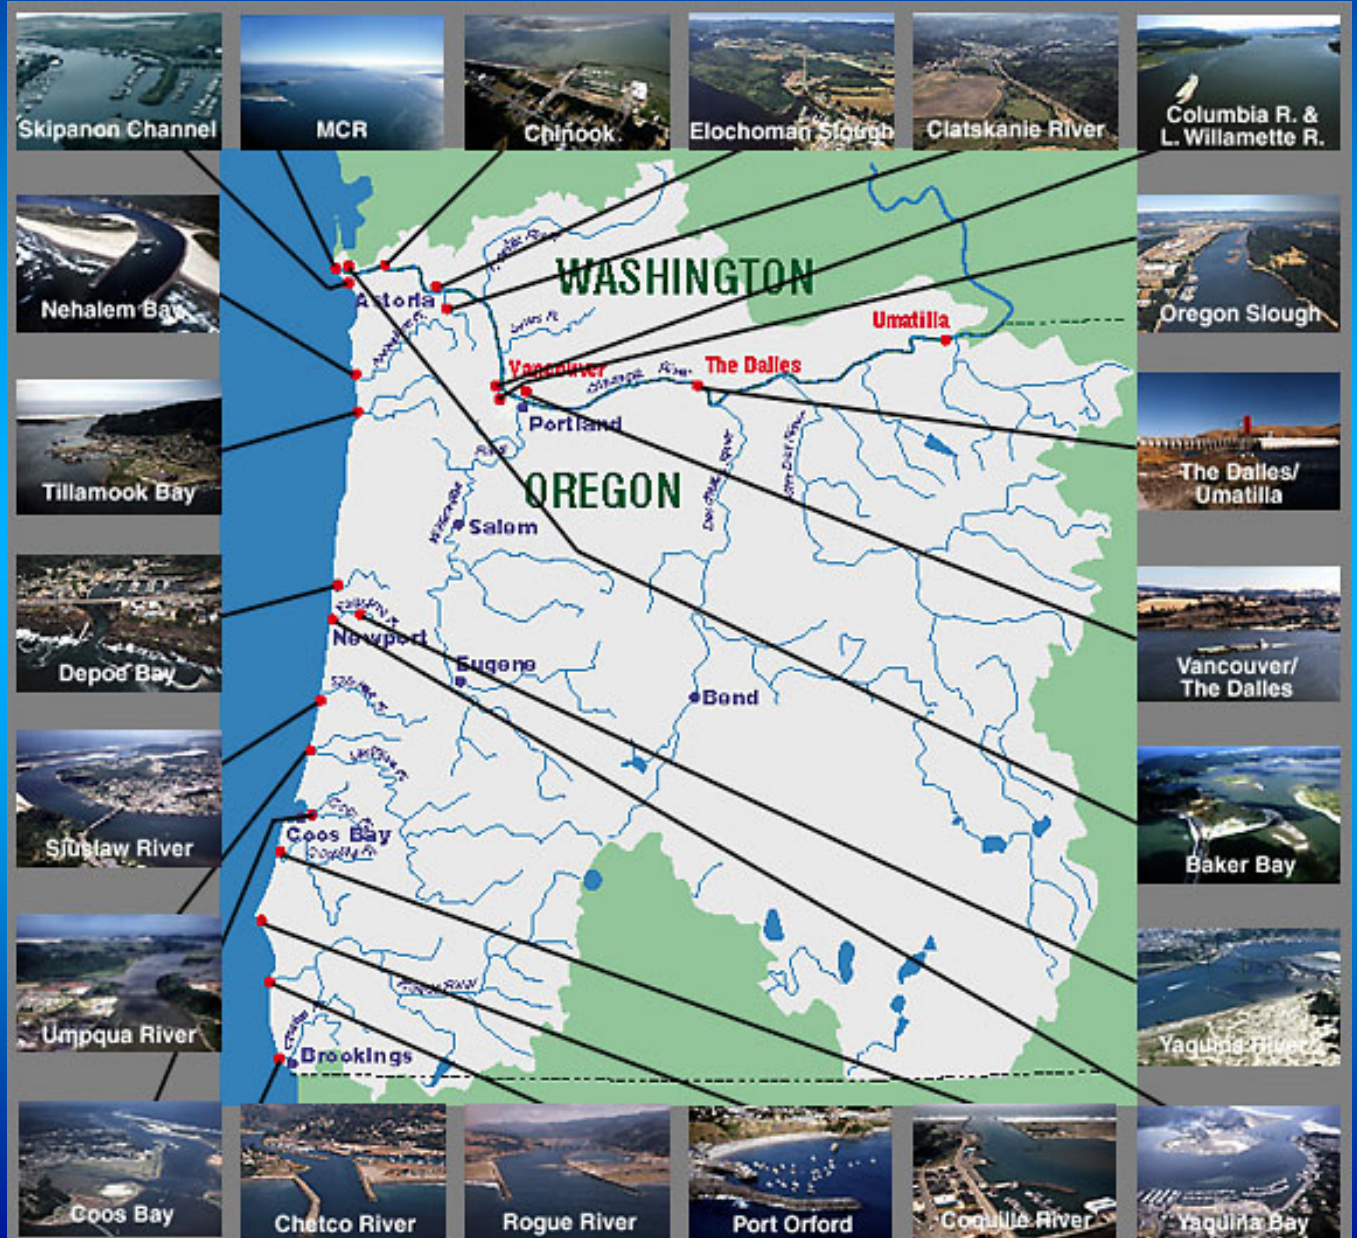 Skipanon Channel
MCR
Chinook
Elochoman Slough
Clatskanie River
Columbia R. &
L. Willamette R.
Nehalem Bay
Oregon Slough
WASHINGTON
Astoria
Umatilla
Vancouver
The Dalles
Portland
Tillamook Bay
The Dalles/
Umatilla
OREGON
Salem
Depoe Bay
Newport
Vancouver/
The Dalles
Eugene
Bend
Siuslaw River
Coos Bay
Baker Bay
Umpqua River
Yaquina River
Brookings
Coos Bay
Chetco River
Rogue River
Port Orford
Coquille River
Yaquina Bay